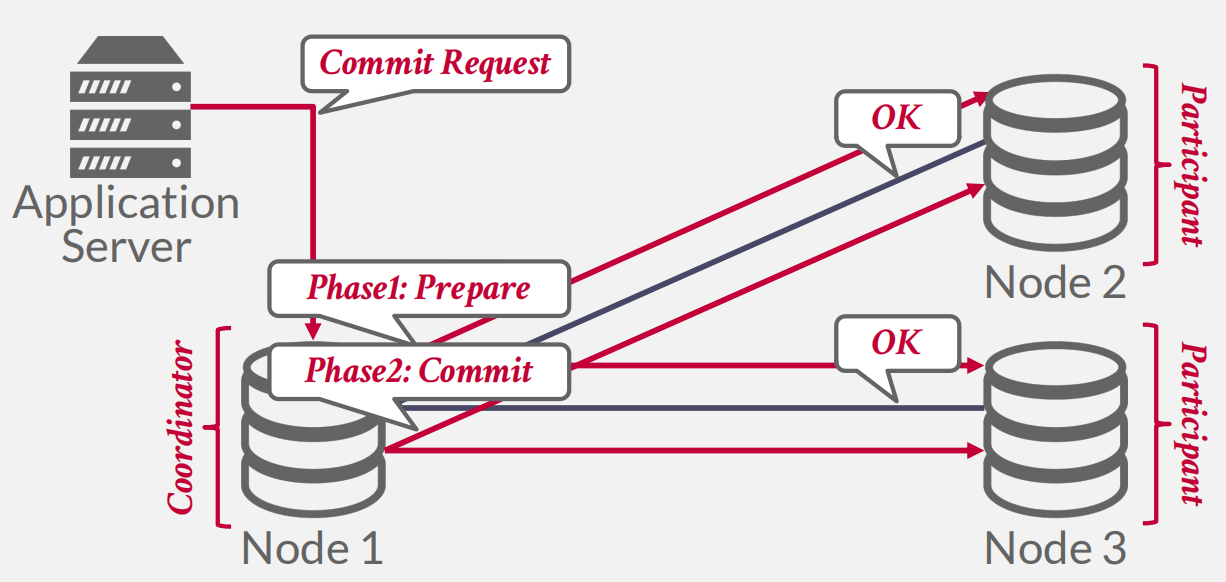 Commit Request
OK
Participant
Application
Server
Node 2
Phase1: Prepare
OK
Phase2: Commit
Coordinator
Participant
Node 1
Node 3